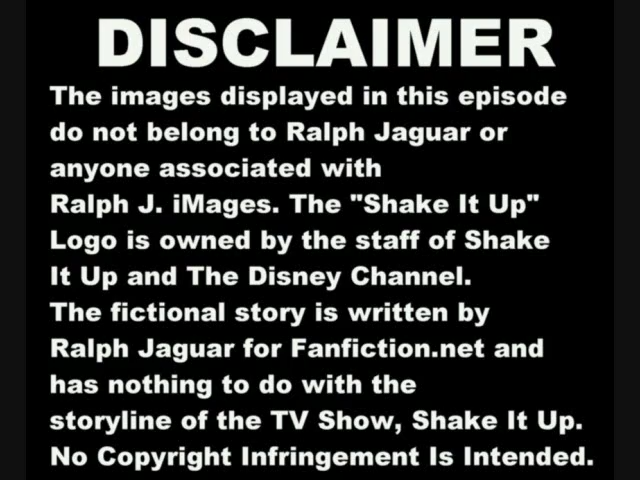 DISCLAIMER
The images displayed in this episode
do not belong to Ralph Jaguar or
anyone associated with
Ralph J. iMages. The "Shake It Up"
Logo is owned by the staff of Shake
It Up and The Disney Channel.
The fictional story is written by
Ralph Jaguar for Fanfiction.net and
has nothing to do with the
storyline of the TV Show, Shake It Up.
No Copyright Infringement Is Intended.